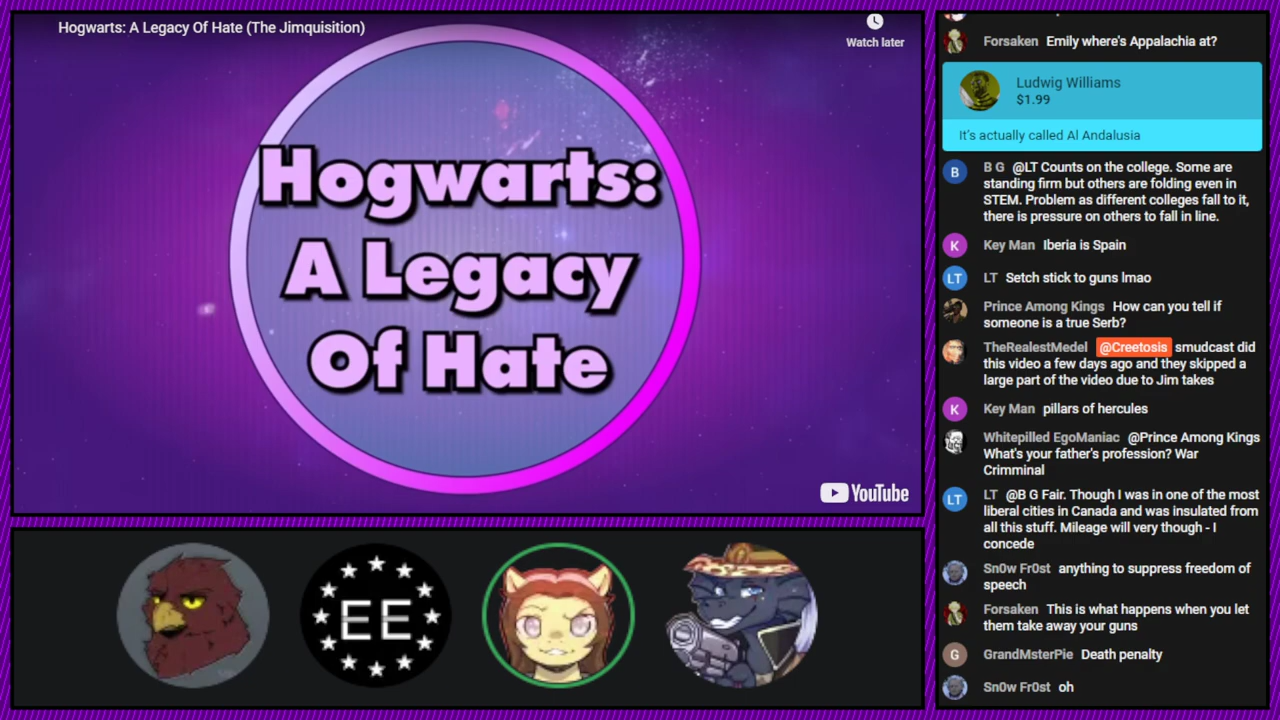 Hogwarts: A Legacy Of Hate (The Jimquisition)
Watch later
Hogwarts:
A Legacy
Of Hate
YouTube
EE
Forsaken Emily where's Appalachia at?
Ludwig Williams
$1.99
It's actually called Al Andalusia
B
B G @LT Counts on the college. Some are
standing firm but others are folding even in
STEM. Problem as different colleges fall to it,
there is pressure on others to fall in line.
K
Key Man Iberia is Spain
LT
LT Setch stick to guns lmao
Prince Among Kings How can you tell if
someone is a true Serb?
TheRealestMedel @Creetosis smudcast did
this video a few days ago and they skipped a
large part of the video due to Jim takes
K
Key Man pillars of hercules
Whitepilled EgoManiac @Prince Among Kings
What's your father's profession? War
Crimminal
LT
LT @B G Fair. Though I was in one of the most
liberal cities in Canada and was insulated from
all this stuff. Mileage will very though - I
concede
Sn0w Fr0st anything to suppress freedom of
speech
Forsaken This is what happens when you let
them take away your guns
G
GrandMsterPie Death penalty
Sn0w Fr0st oh